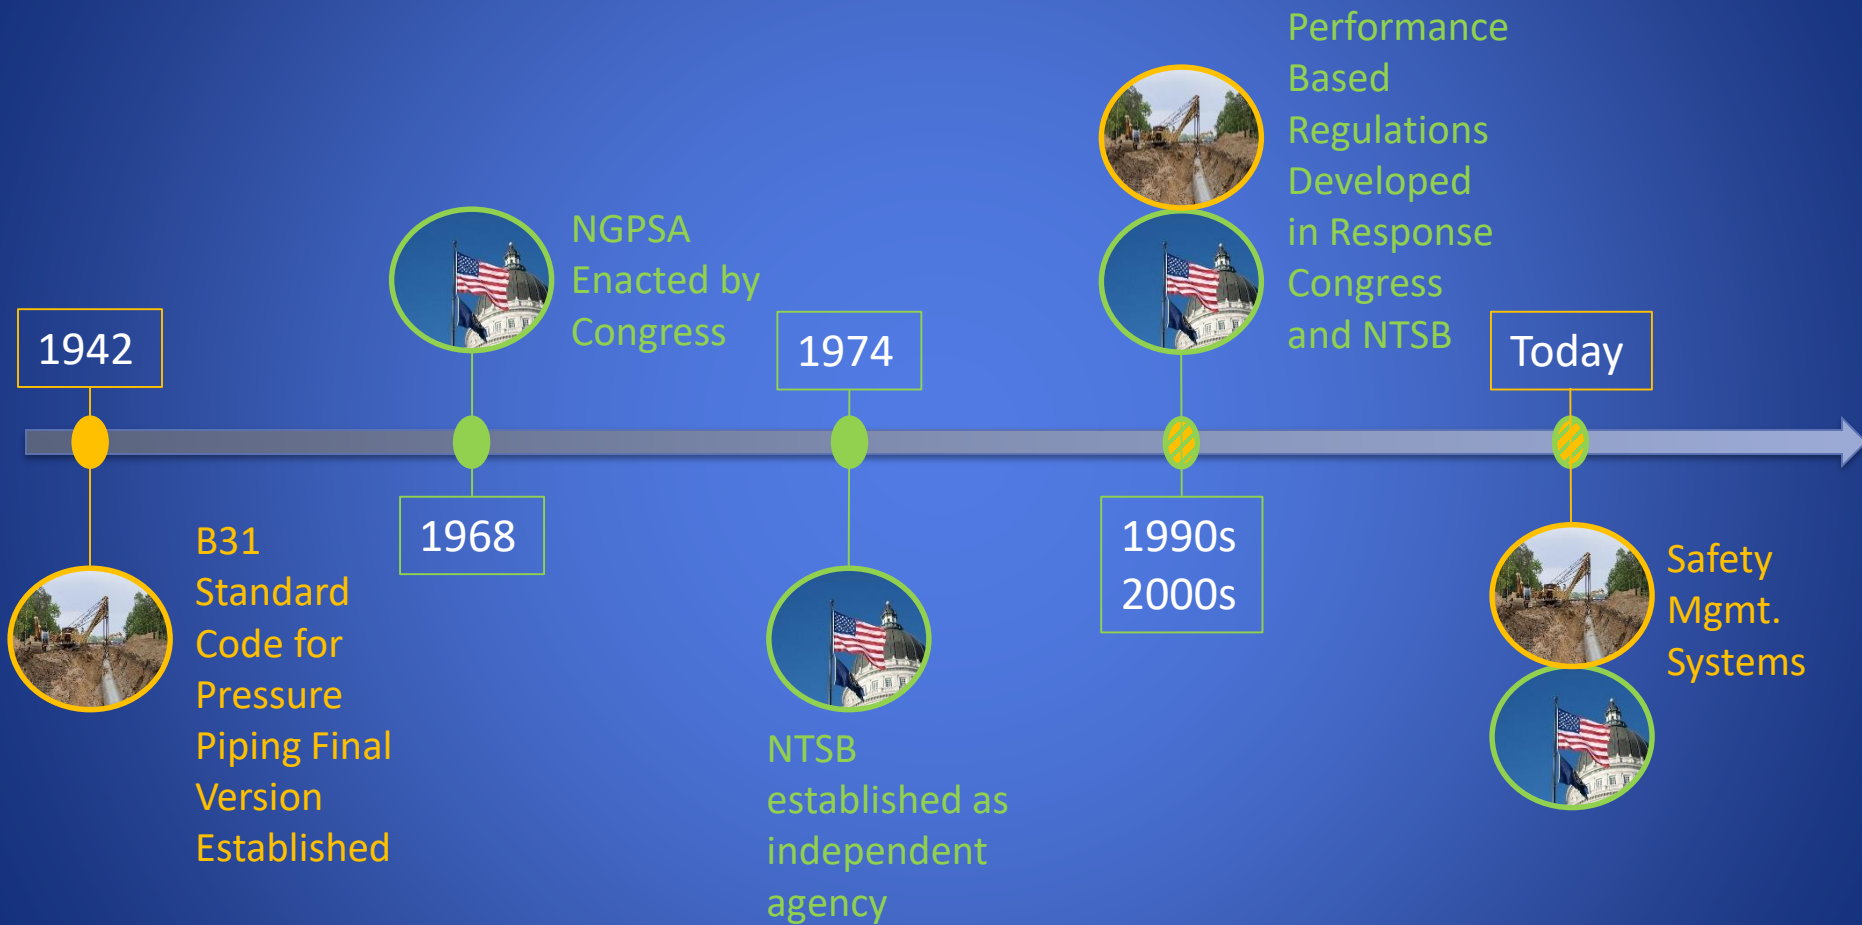 1942
B31
Standard
Code for
Pressure
Piping Final
Version
Established
NGPSA
Enacted by
Congress
1968
1974
NTSB
established as
independent
agency
Performance
Based
Regulations
Developed
in Response
Congress
and NTSB
1990s
2000s
Today
Safety
Mgmt.
Systems